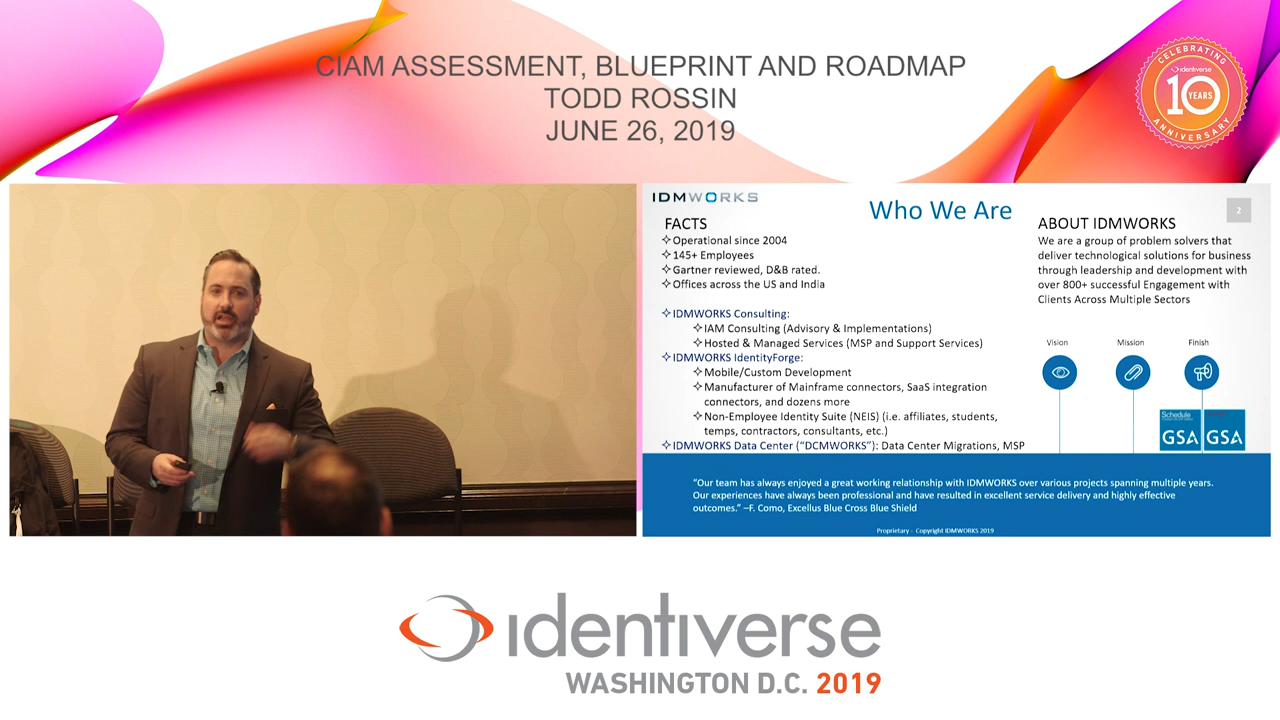 CIAM ASSESSMENT, BLUEPRINT AND ROADMAP
TODD ROSSIN
JUNE 26, 2019
CELEBRATING
identiverse
10 YEARS
ANNIVERSARY
IDMWORKS
Who We Are
2
FACTS
✧Operational since 2004
✧145+ Employees
✧Gartner reviewed, D&B rated.
✧Offices across the US and India
✧IDMWORKS Consulting:
✧IAM Consulting (Advisory & Implementations)
✧Hosted & Managed Services (MSP and Support Services)
✧IDMWORKS IdentityForge:
✧Mobile/Custom Development
✧Manufacturer of Mainframe connectors, SaaS integration
connectors, and dozens more
✧Non-Employee Identity Suite (NEIS) (i.e. affiliates, students,
temps, contractors, consultants, etc.)
✧IDMWORKS Data Center ("DCMWORKS"): Data Center Migrations, MSP
ABOUT IDMWORKS
We are a group of problem solvers that
deliver technological solutions for business
through leadership and development with
over 800+ successful Engagement with
Clients Across Multiple Sectors
Vision Mission Finish
Schedule
GSA GSA
"Our team has always enjoyed a great working relationship with IDMWORKS over various projects spanning multiple years.
Our experiences have always been professional and have resulted in excellent service delivery and highly effective
outcomes." –F. Como, Excellus Blue Cross Blue Shield
Proprietary - Copyright IDMWORKS 2019
identiverse
WASHINGTON D.C. 2019